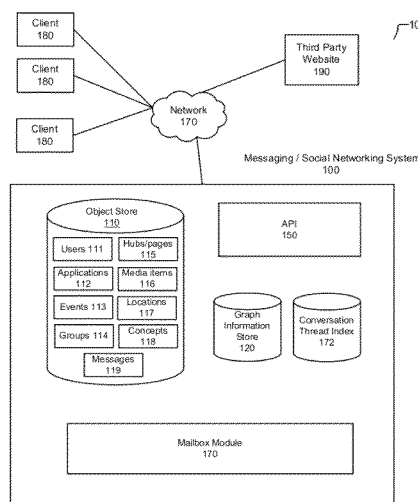 10
Client
180
Client
180
Client
180
Third Party
Website
190
Network
170
Messaging / Social Networking System
100
Object Store
110
Users 111
Hubs/pages
115
Applications
112
Media items
116
Events 113
Locations
117
Groups 114
Concepts
118
Messages
119
API
150
Graph
Information
Store
120
Conversation
Thread Index
172
Mailbox Module
170